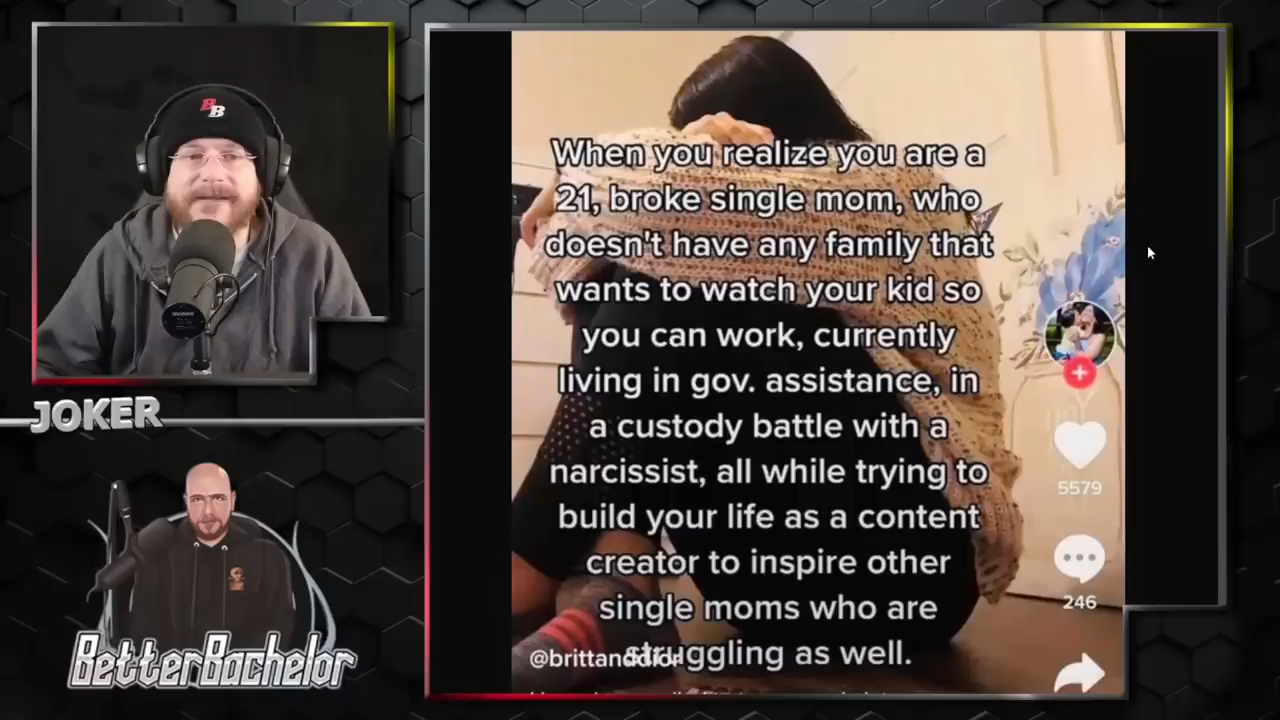 BB
JOKER
BetterBachelor
When you realize you are a
21, broke single mom, who
doesn't have any family that
wants to watch your kid so
you can work, currently
living in gov. assistance, in
a custody battle with a
narcissist, all while trying to
build your life as a content
creator to inspire other
single moms who are
struggling as well.
@brittanddior
5579
246